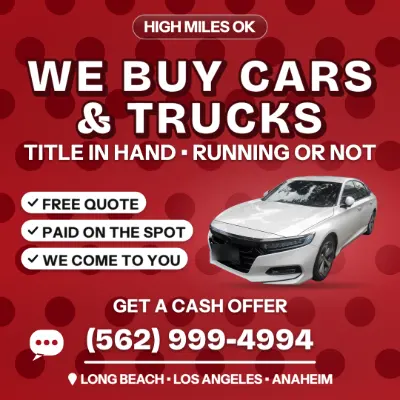 HIGH MILES OK
WE BUY CARS
& TRUCKS
TITLE IN HAND ▪ RUNNING OR NOT
✓ FREE QUOTE
✓ PAID ON THE SPOT
✓ WE COME TO YOU
GET A CASH OFFER
(562) 999-4994
LONG BEACH ▪ LOS ANGELES ▪ ANAHEIM